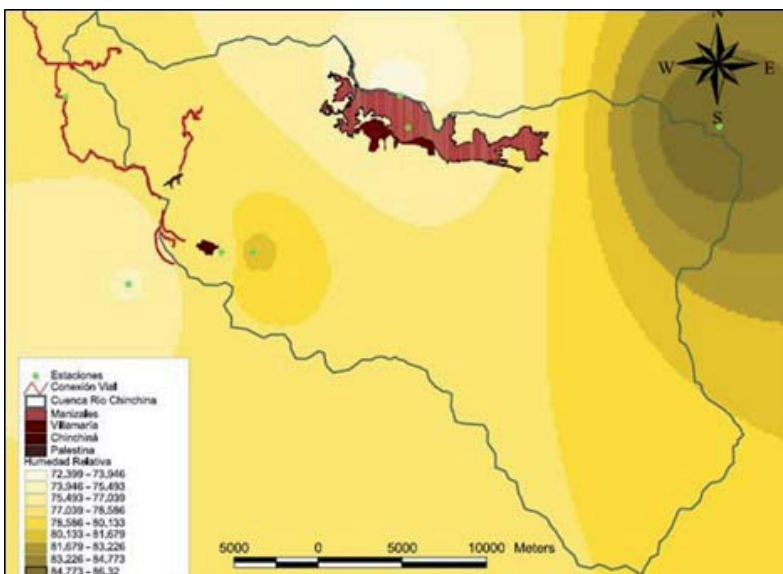 N
W E
S
Estaciones
Conexión Vial
Cuenca Río Chinchina
Manizales
Villamaría
Chinchiná
Palestina
Humedad Relativa
72,399 – 73,946
73,946 – 75,493
75,493 – 77,039
77,039 – 78,586
78,586 – 80,133
80,133 – 81,679
81,679 – 83,226
83,226 – 84,773
84,773 – 86,32
5000 0 5000 10000 Meters